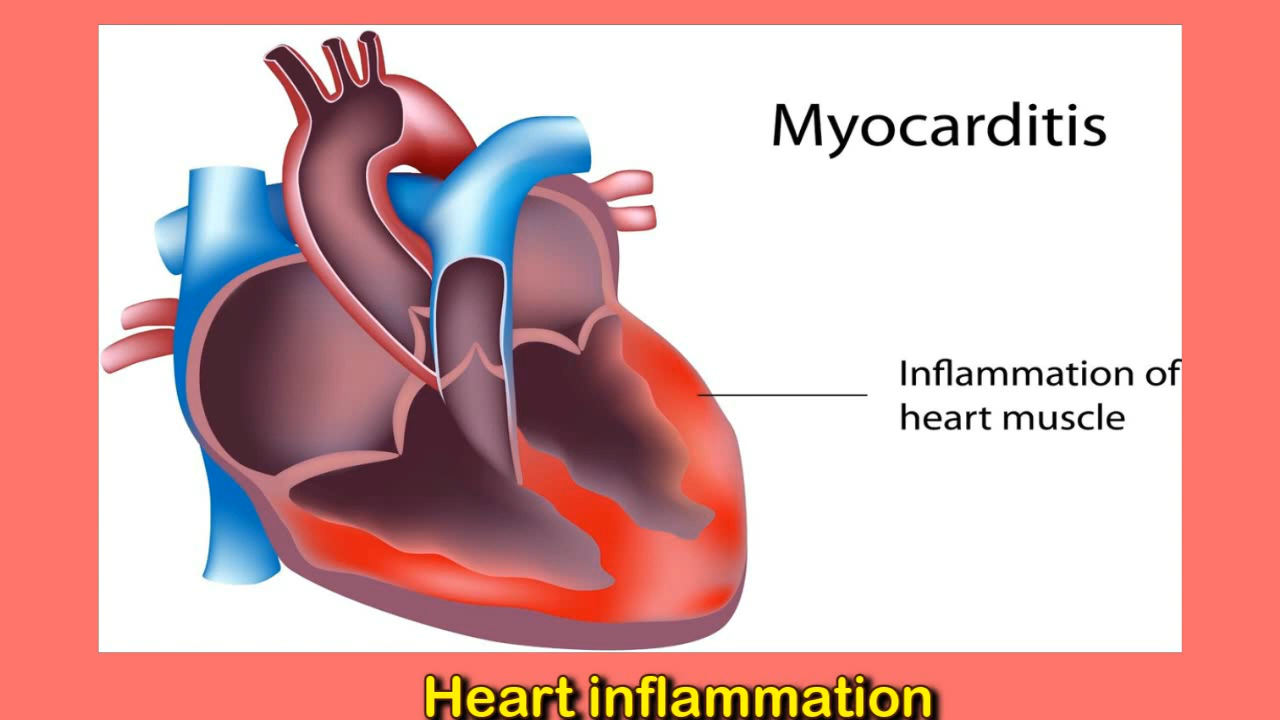 Myocarditis
Inflammation of
heart muscle
Heart inflammation